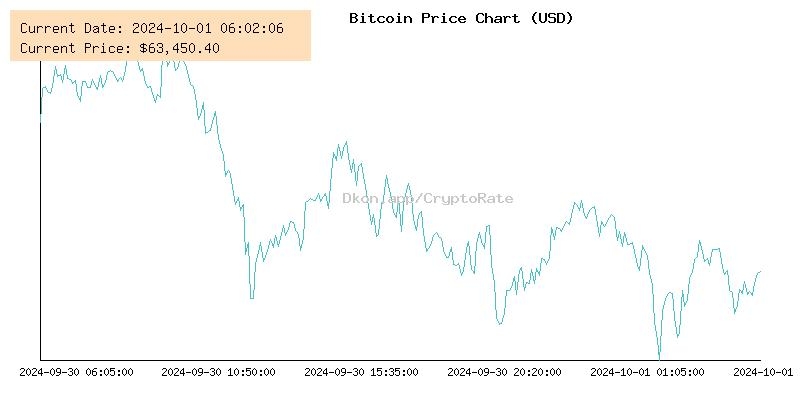 Bitcoin Price Chart (USD)
Current Date: 2024-10-01 06:02:06
Current Price: $63,450.40
Dkon.app/CryptoRate
2024-09-30 06:05:00 2024-09-30 10:50:00 2024-09-30 15:35:00 2024-09-30 20:20:00 2024-10-01 01:05:00 2024-10-01